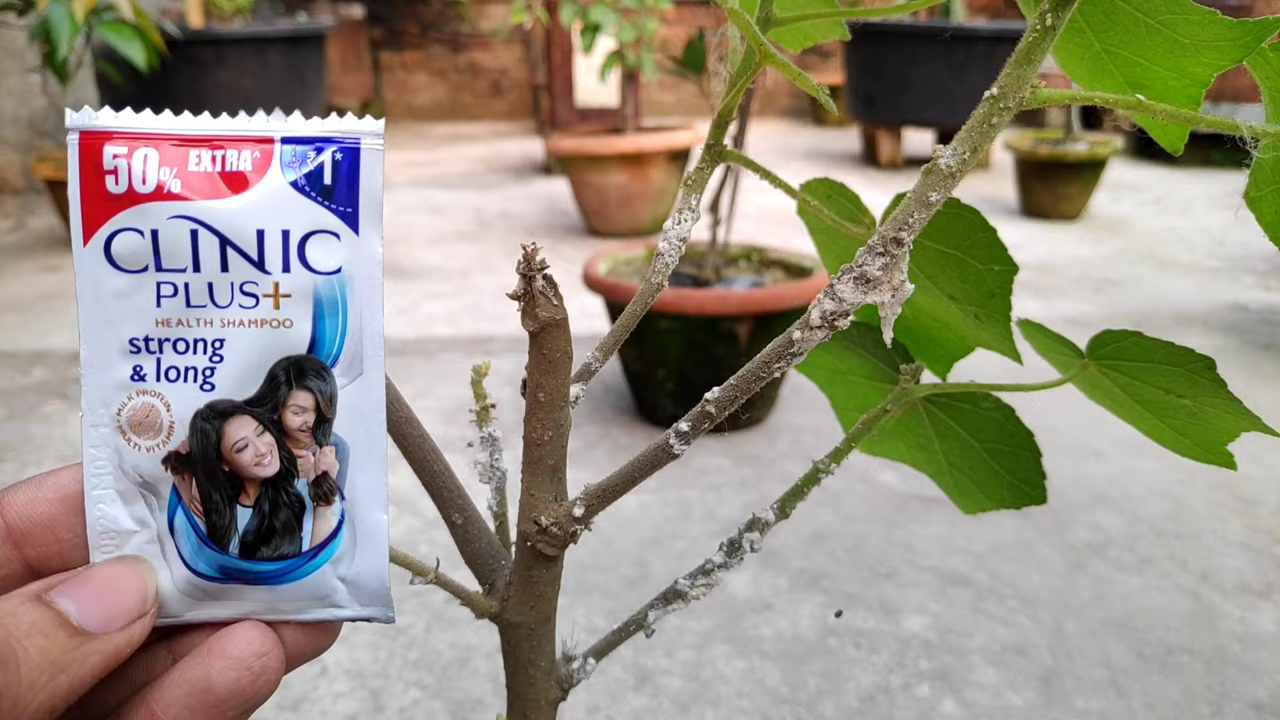 50% EXTRA^
₹1*
CLINIC
PLUS+
HEALTH SHAMPOO
strong
& long
MILK PROTEIN
MULTI VITAMIN